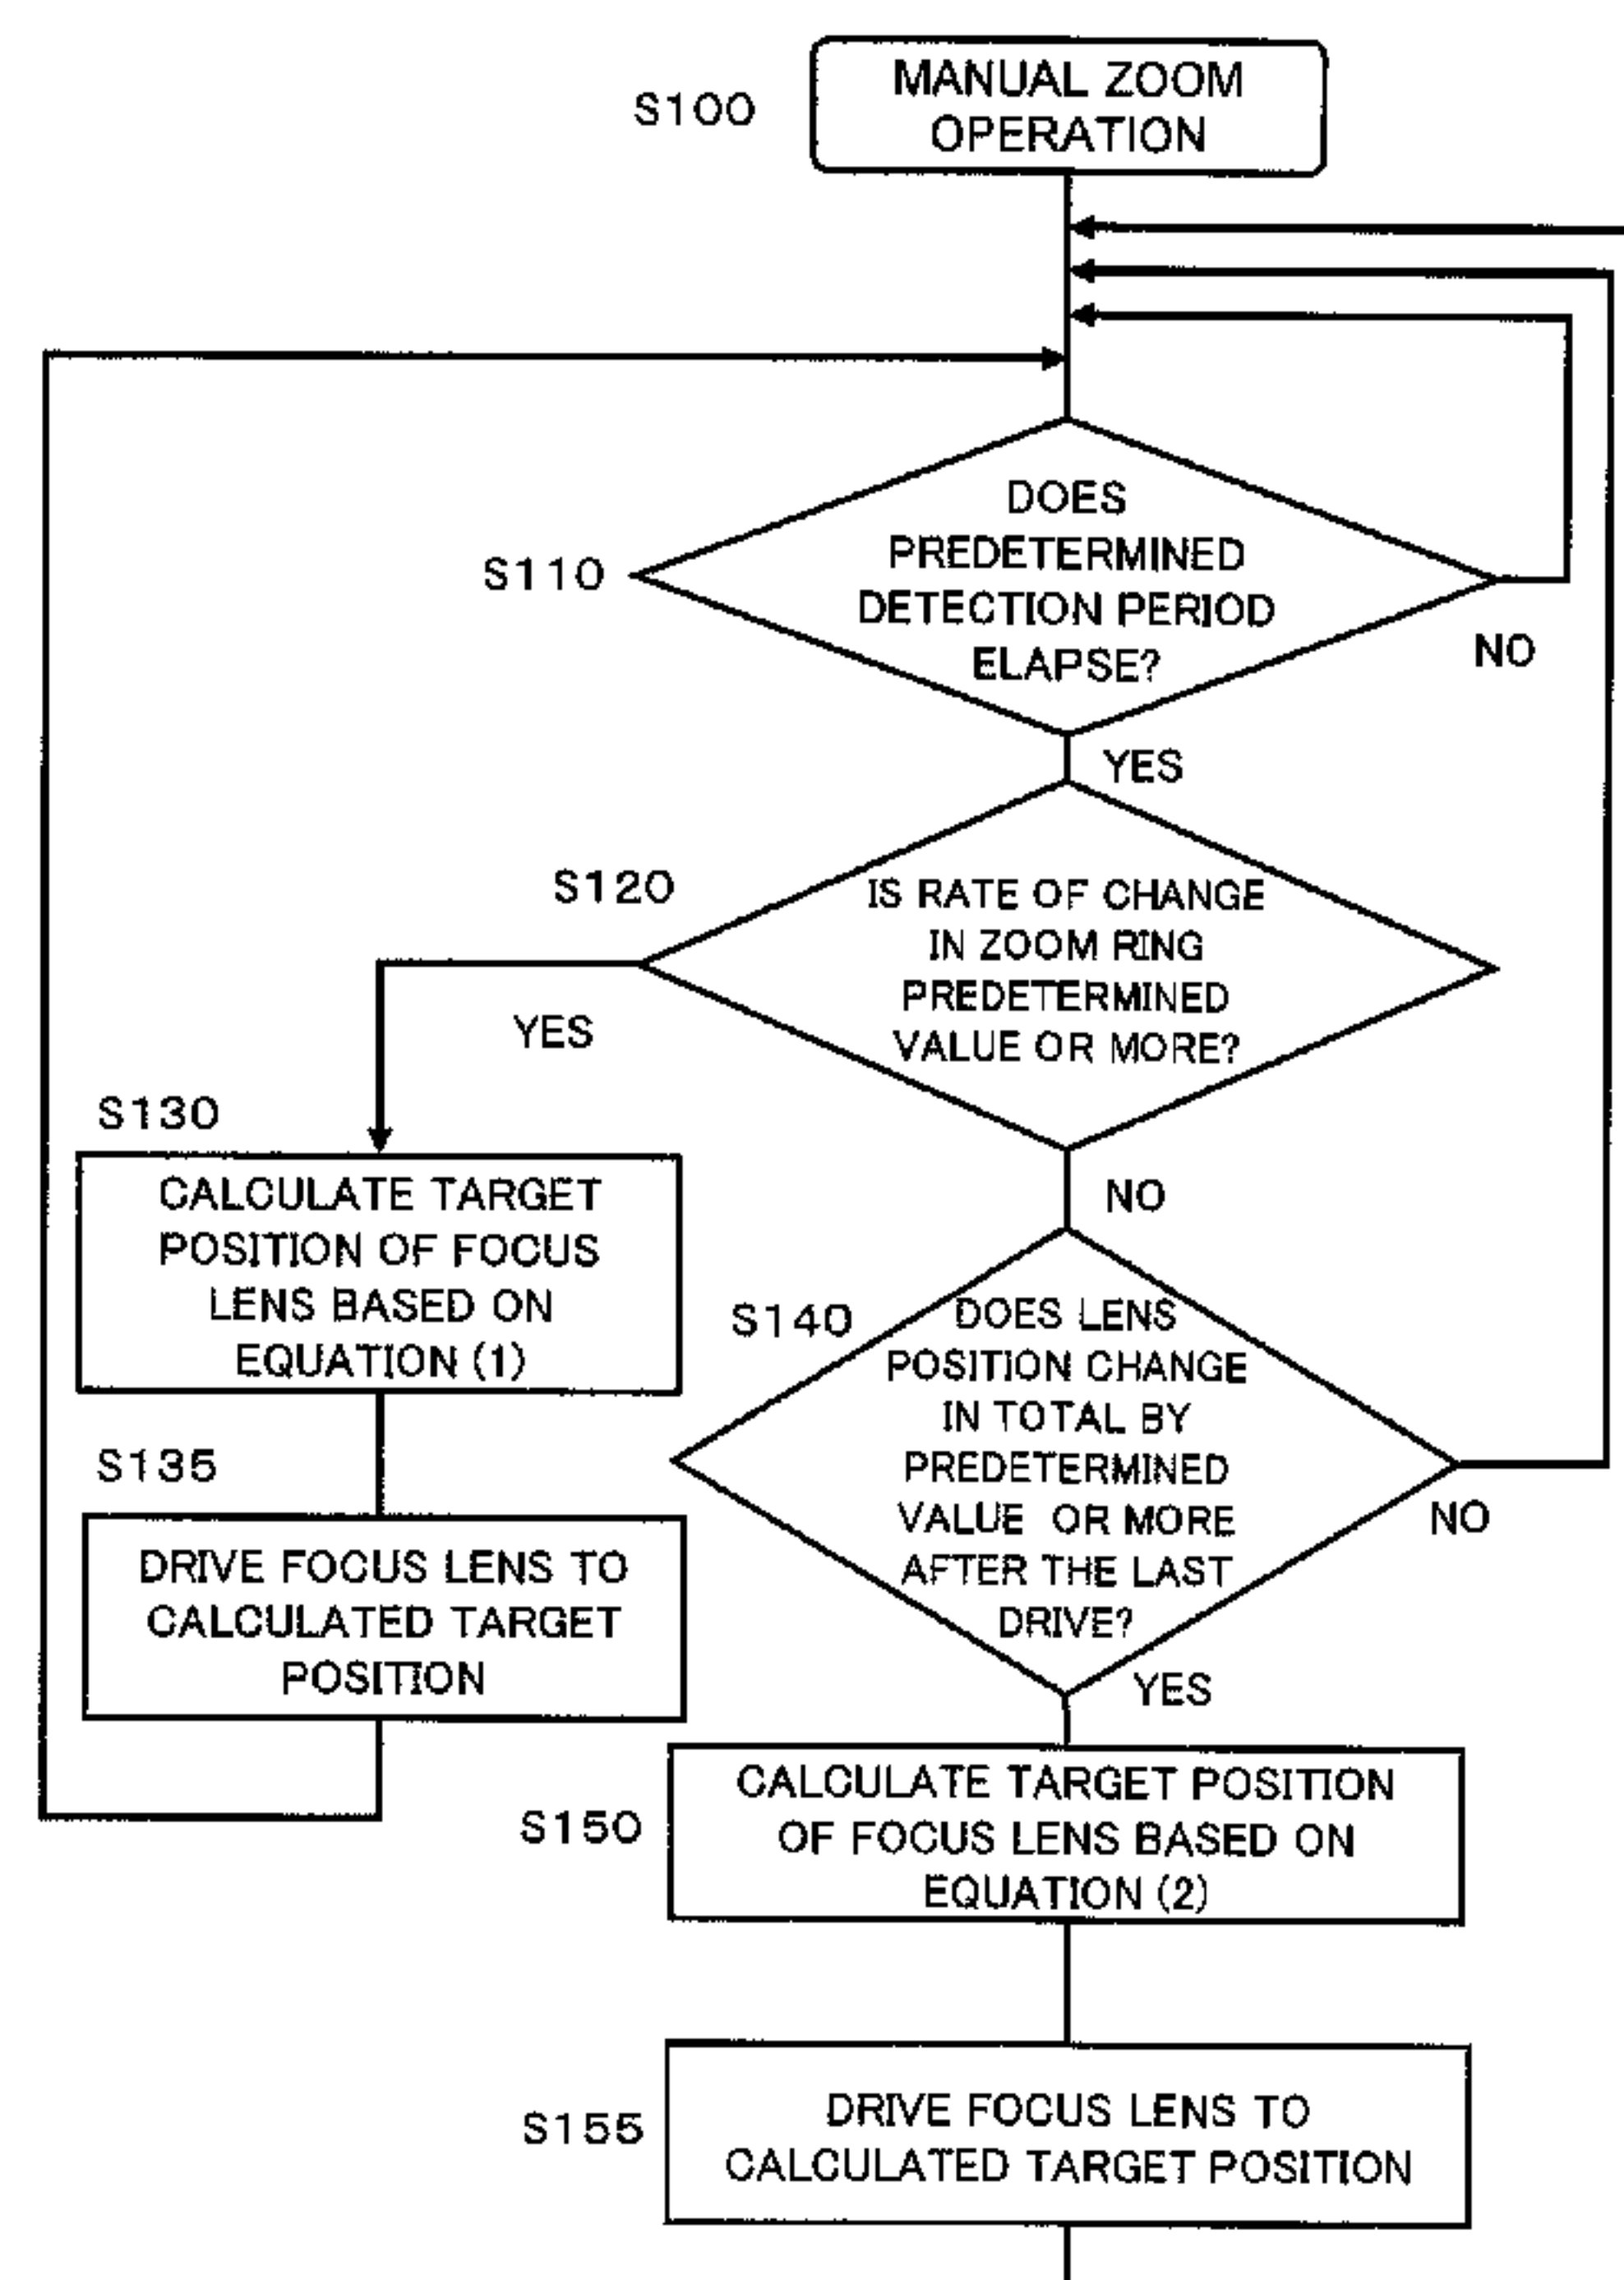 S100
MANUAL ZOOM
OPERATION
S110
DOES
PREDETERMINED
DETECTION PERIOD
ELAPSE?
NO
YES
S120
IS RATE OF CHANGE
IN ZOOM RING
PREDETERMINED
VALUE OR MORE?
YES
NO
S130
CALCULATE TARGET
POSITION OF FOCUS
LENS BASED ON
EQUATION (1)
S135
DRIVE FOCUS LENS TO
CALCULATED TARGET
POSITION
S140
DOES LENS
POSITION CHANGE
IN TOTAL BY
PREDETERMINED
VALUE OR MORE
AFTER THE LAST
DRIVE?
NO
YES
S150
CALCULATE TARGET POSITION
OF FOCUS LENS BASED ON
EQUATION (2)
S155
DRIVE FOCUS LENS TO
CALCULATED TARGET POSITION